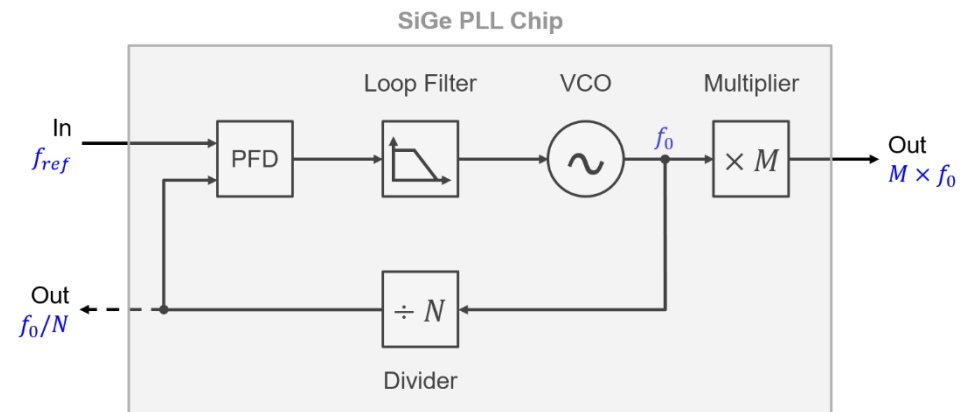 SiGe PLL Chip
Loop Filter
VCO
Multiplier
In
f_ref
PFD
f_0
× M
Out
M × f_0
Out
f_0/N
÷ N
Divider